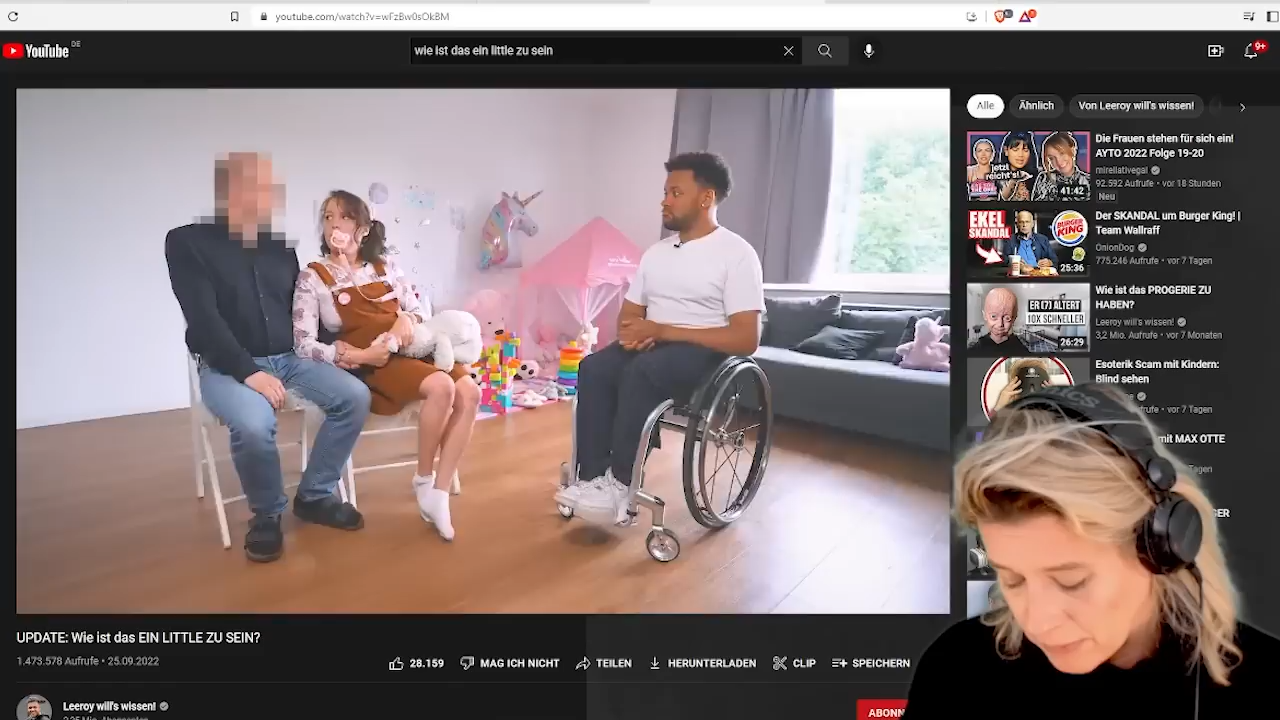 youtube.com/watch?v=wFzBw0sOkBM
YouTube DE
wie ist das ein little zu sein
9+
Alle
Ähnlich
Von Leeroy will's wissen!
jetzt reicht's!
41:42
Die Frauen stehen für sich ein!
AYTO 2022 Folge 19-20
mirellativegal
92.592 Aufrufe • vor 18 Stunden
Neu
EKEL
SKANDAL
BURGER KING
25:36
Der SKANDAL um Burger King! |
Team Wallraff
OnionDog
775.246 Aufrufe • vor 7 Tagen
ER (7) ALTERT
10X SCHNELLER
26:29
Wie ist das PROGERIE ZU
HABEN?
Leeroy will's wissen!
3,2 Mio. Aufrufe • vor 7 Monaten
Esoterik Scam mit Kindern:
Blind sehen
vor 7 Tagen
mit MAX OTTE
UPDATE: Wie ist das EIN LITTLE ZU SEIN?
1.473.578 Aufrufe • 25.09.2022
28.159
MAG ICH NICHT
TEILEN
HERUNTERLADEN
CLIP
SPEICHERN
Leeroy will's wissen!
ABONN